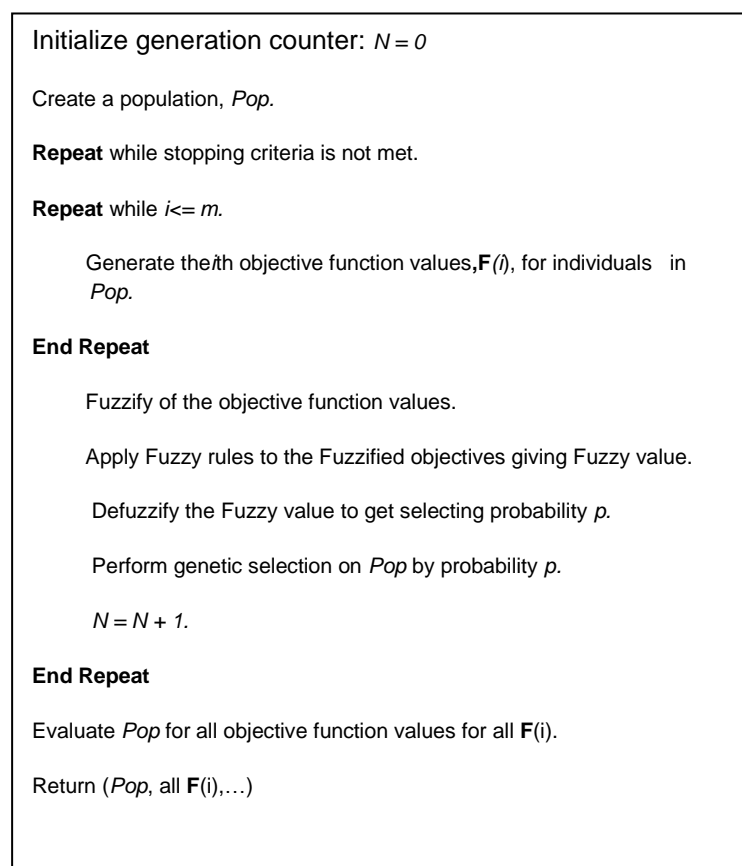 Initialize generation counter: N = 0
Create a population, Pop.
Repeat while stopping criteria is not met.
Repeat while i<= m.
Generate theith objective function values,F(i), for individuals in
Pop.
End Repeat
Fuzzify of the objective function values.
Apply Fuzzy rules to the Fuzzified objectives giving Fuzzy value.
Defuzzify the Fuzzy value to get selecting probability p.
Perform genetic selection on Pop by probability p.
N = N + 1.
End Repeat
Evaluate Pop for all objective function values for all F(i).
Return (Pop, all F(i),…)